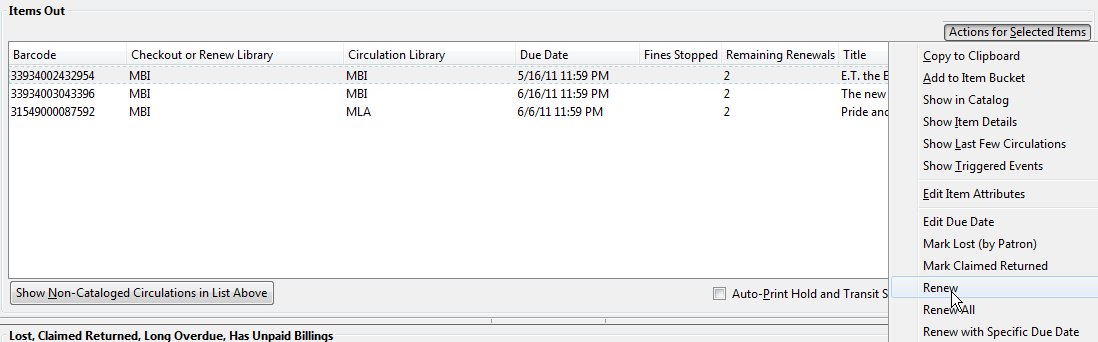 Items Out
Actions for Selected Items
Barcode Checkout or Renew Library Circulation Library Due Date Fines Stopped Remaining Renewals Title
33934002432954 MBI MBI 5/16/11 11:59 PM 2 E.T. the E
33934003043396 MBI MBI 6/16/11 11:59 PM 2 The new
31549000087592 MBI MLA 6/6/11 11:59 PM 2 Pride and
Copy to Clipboard
Add to Item Bucket
Show in Catalog
Show Item Details
Show Last Few Circulations
Show Triggered Events
Edit Item Attributes
Edit Due Date
Mark Lost (by Patron)
Mark Claimed Returned
Renew
Renew All
Renew with Specific Due Date
Show Non-Cataloged Circulations in List Above
Auto-Print Hold and Transit S
Lost, Claimed Returned, Long Overdue, Has Unpaid Billings